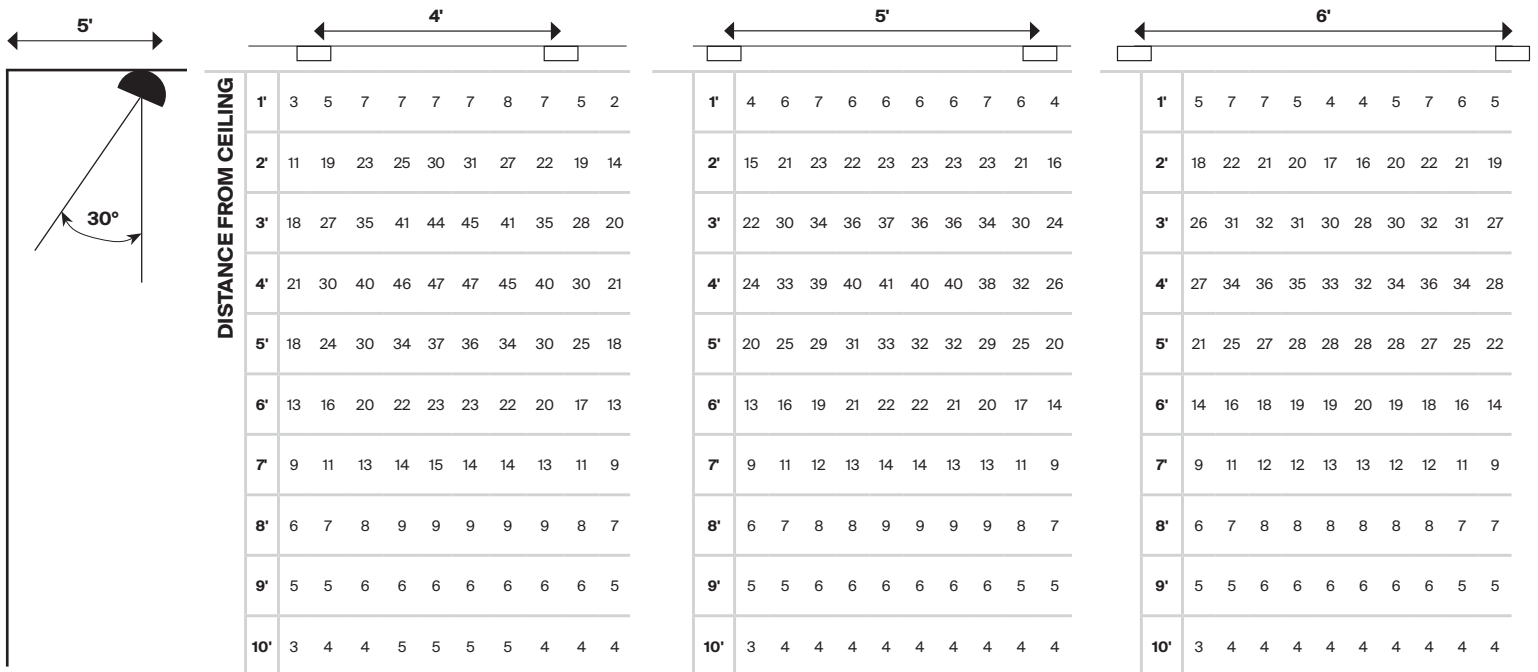 5' 4' 5' 6'
30°
DISTANCE FROM CEILING
1' 3 5 7 7 7 7 8 7 5 2
2' 11 19 23 25 30 31 27 22 19 14
3' 18 27 35 41 44 45 41 35 28 20
4' 21 30 40 46 47 47 45 40 30 21
5' 18 24 30 34 37 36 34 30 25 18
6' 13 16 20 22 23 23 22 20 17 13
7' 9 11 13 14 15 14 14 13 11 9
8' 6 7 8 9 9 9 9 9 8 7
9' 5 5 6 6 6 6 6 6 6 5
10' 3 4 4 5 5 5 5 4 4 4
1' 4 6 7 6 6 6 6 7 6 4
2' 15 21 23 22 23 23 23 23 21 16
3' 22 30 34 36 37 36 36 34 30 24
4' 24 33 39 40 41 40 40 38 32 26
5' 20 25 29 31 33 32 32 29 25 20
6' 13 16 19 21 22 22 21 20 17 14
7' 9 11 12 13 14 14 13 13 11 9
8' 6 7 8 8 9 9 9 9 8 7
9' 5 5 6 6 6 6 6 6 5 5
10' 3 4 4 4 4 4 4 4 4 4
1' 5 7 7 5 4 4 5 7 6 5
2' 18 22 21 20 17 16 20 22 21 19
3' 26 31 32 31 30 28 30 32 31 27
4' 27 34 36 35 33 32 34 36 34 28
5' 21 25 27 28 28 28 28 27 25 22
6' 14 16 18 19 19 20 19 18 16 14
7' 9 11 12 12 13 13 12 12 11 9
8' 6 7 8 8 8 8 8 8 7 7
9' 5 5 6 6 6 6 6 6 5 5
10' 3 4 4 4 4 4 4 4 4 4